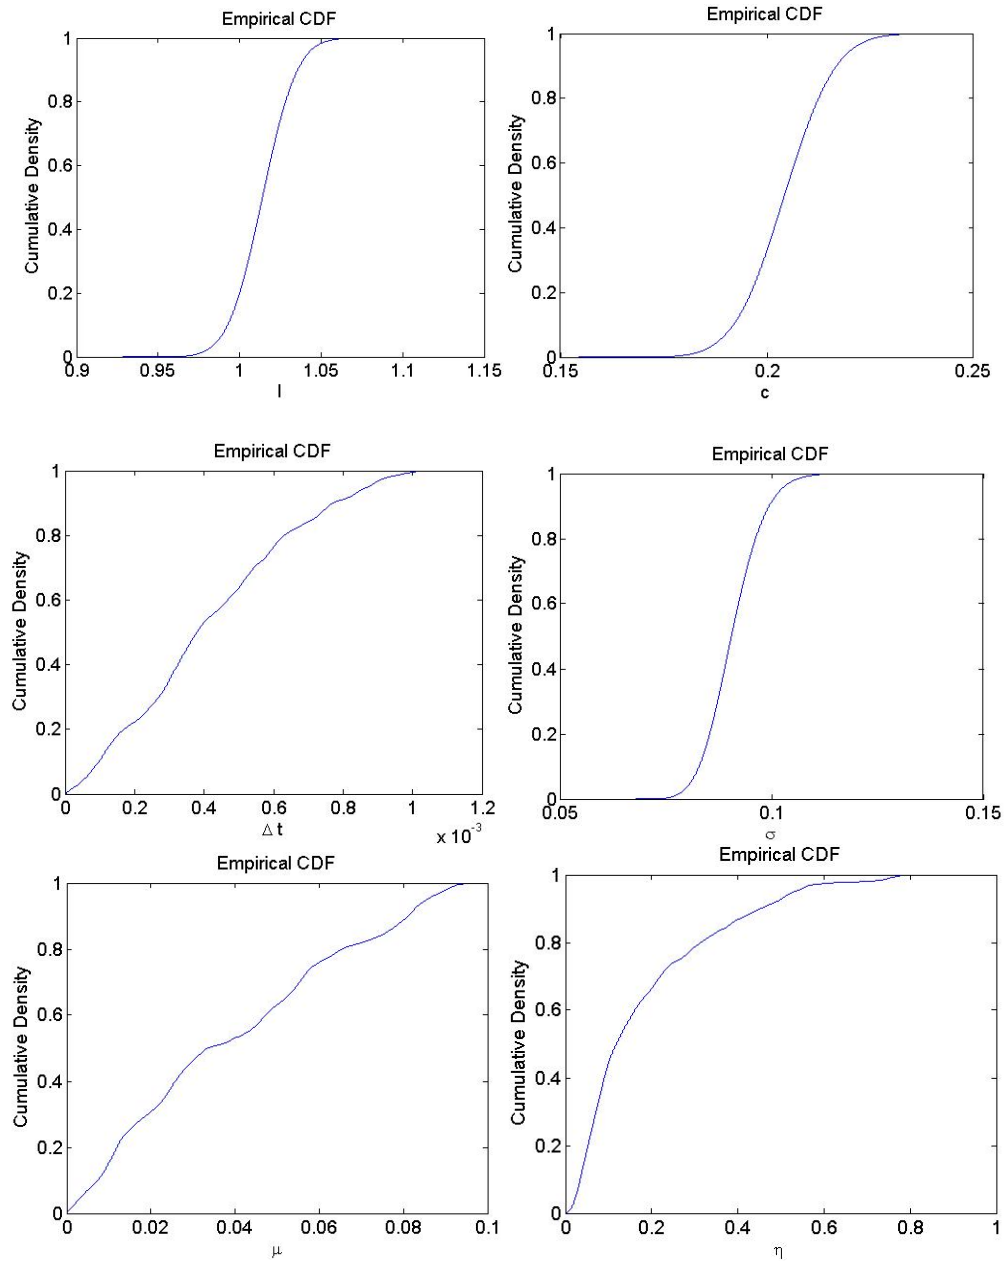 Empirical CDF
Cumulative Density
1
0.8
0.6
0.4
0.2
0
0.9 0.95 1 1.05 1.1 1.15
l
Empirical CDF
Cumulative Density
1
0.8
0.6
0.4
0.2
0
0.15 0.2 0.25
c
Empirical CDF
Cumulative Density
1
0.8
0.6
0.4
0.2
0
0 0.2 0.4 0.6 0.8 1 1.2
Δ t
x 10⁻³
Empirical CDF
Cumulative Density
1
0.8
0.6
0.4
0.2
0
0.05 0.1 0.15
σ
Empirical CDF
Cumulative Density
1
0.8
0.6
0.4
0.2
0
0 0.02 0.04 0.06 0.08 0.1
μ
Empirical CDF
Cumulative Density
1
0.8
0.6
0.4
0.2
0
0 0.2 0.4 0.6 0.8 1
η